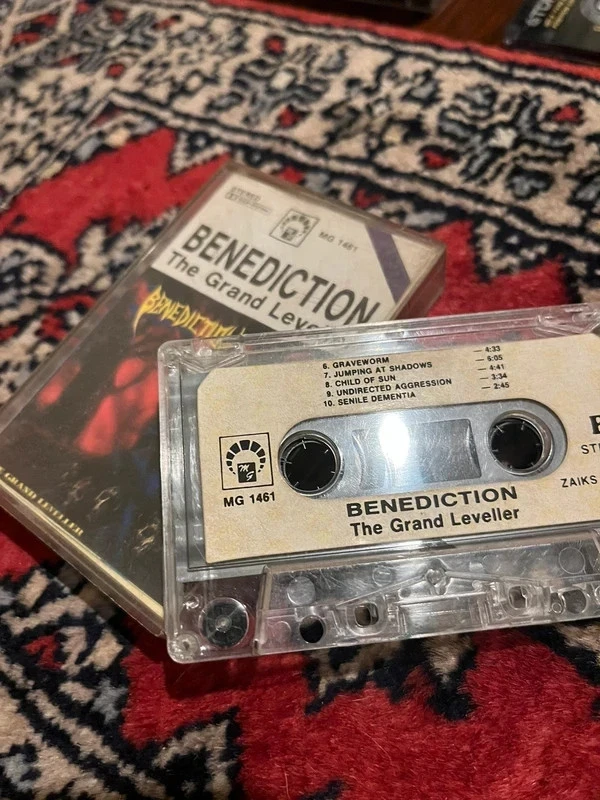 STEREO
MG 1461
BENEDICTION
The Grand Leve
BENEDICTION
GRAND LEVELLER
6. GRAVEWORM — 4:33
7. JUMPING AT SHADOWS — 6:05
8. CHILD OF SUN — 4:41
9. UNDIRECTED AGGRESSION — 3:34
10. SENILE DEMENTIA — 2:45
MG
MG 1461
BENEDICTION
The Grand Leveller
ZAIKS